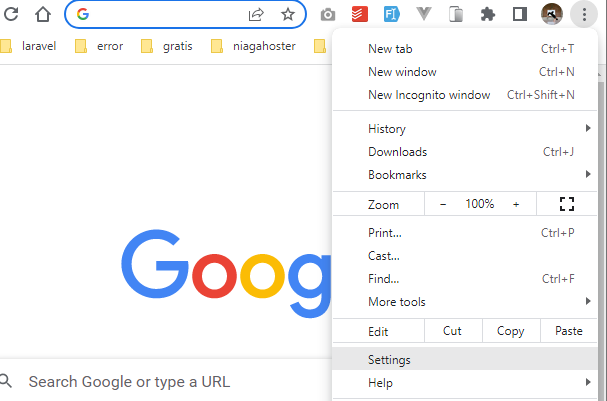 laravel error gratis niagahoster
New tab Ctrl+T
New window Ctrl+N
New Incognito window Ctrl+Shift+N
History
Downloads Ctrl+J
Bookmarks
Zoom - 100% +
Print... Ctrl+P
Cast...
Find... Ctrl+F
More tools
Edit Cut Copy Paste
Settings
Help
Goog
Search Google or type a URL